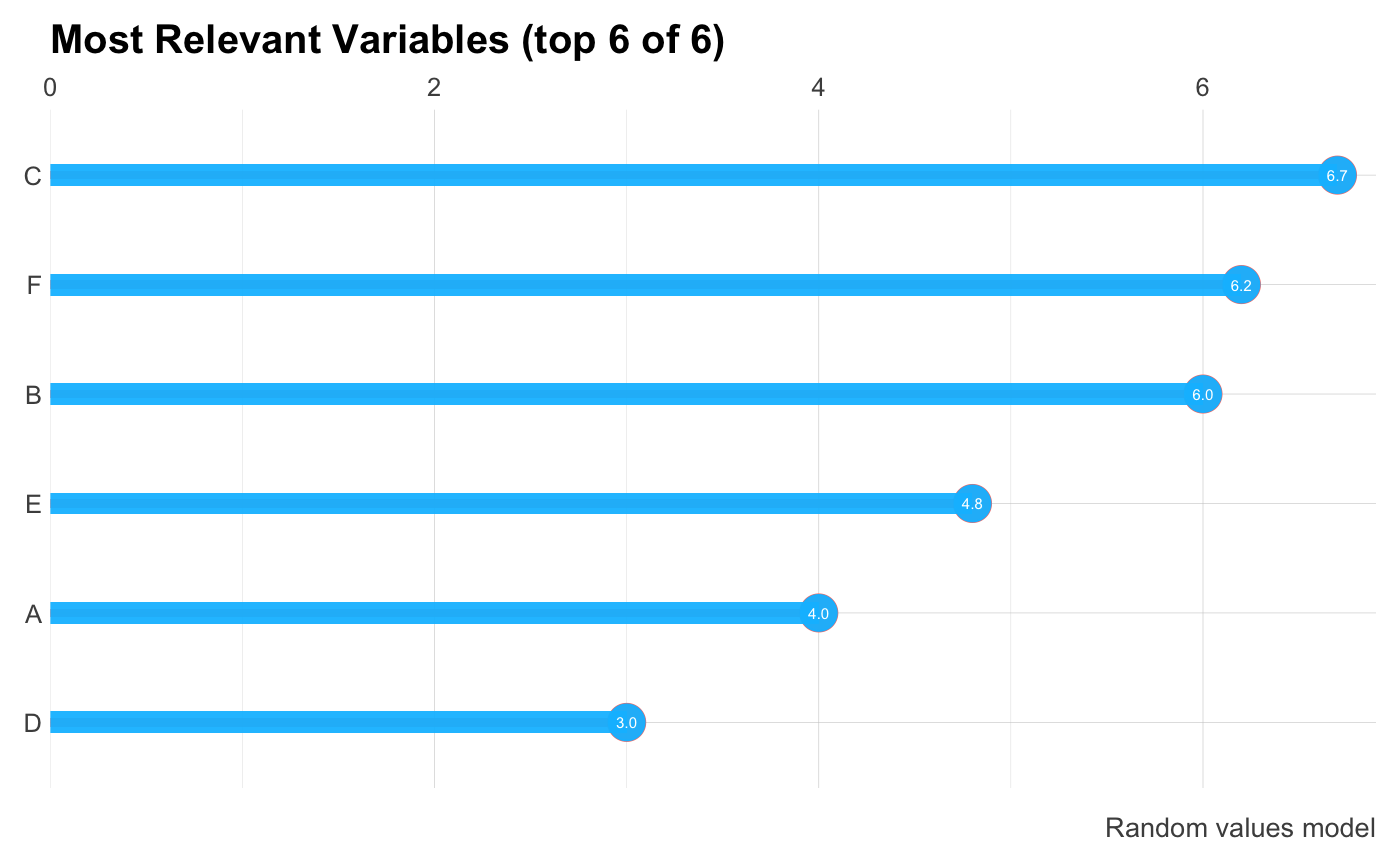 Most Relevant Variables (top 6 of 6)
0 2 4 6
C 6.7
F 6.2
B 6.0
E 4.8
A 4.0
D 3.0
Random values model